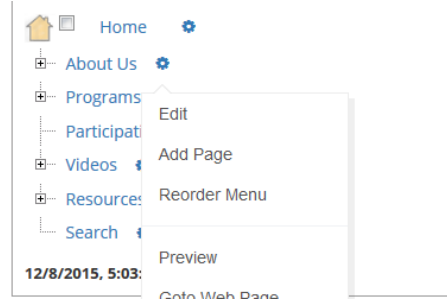 Home
About Us
Programs
Edit
Participati
Add Page
Videos
Resources
Reorder Menu
Search
Preview
12/8/2015, 5:03:
Goto Web Page